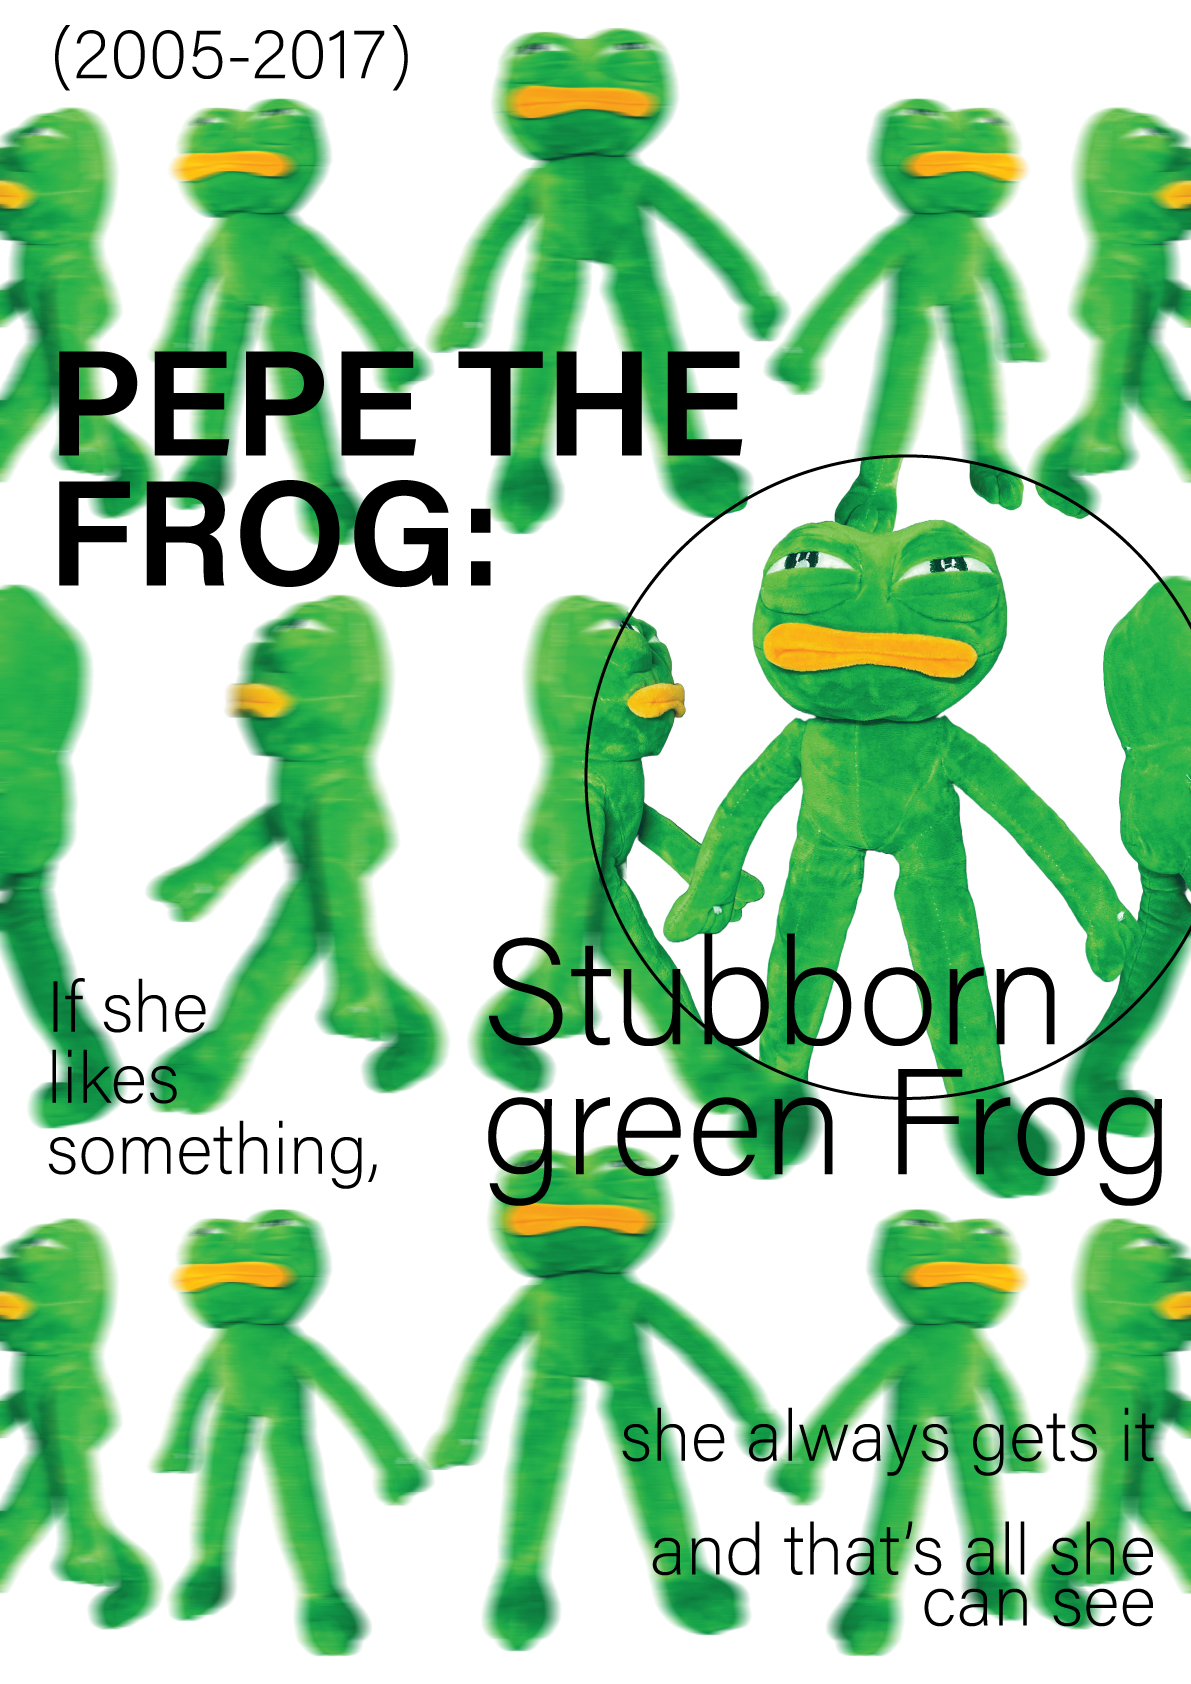 (2005-2017)
PEPE THE
FROG:
Stubborn
green Frog
If she
likes
something,
she always gets it
and that’s all she
can see